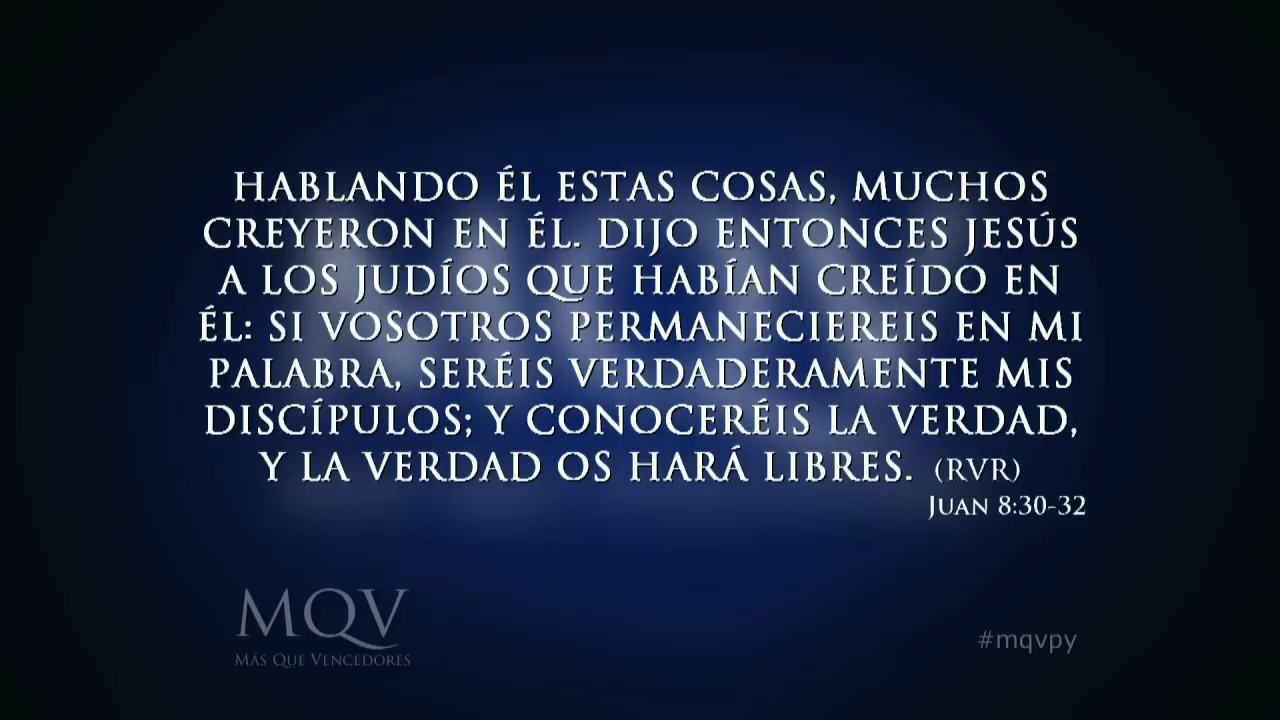 HABLANDO ÉL ESTAS COSAS, MUCHOS
CREYERON EN ÉL. DIJO ENTONCES JESÚS
A LOS JUDÍOS QUE HABÍAN CREÍDO EN
ÉL: SI VOSOTROS PERMANECIEREIS EN MI
PALABRA, SERÉIS VERDADERAMENTE MIS
DISCÍPULOS; Y CONOCERÉIS LA VERDAD,
Y LA VERDAD OS HARÁ LIBRES. (RVR)
JUAN 8:30-32
MQV
MÁS QUE VENCEDORES
#mqvpy